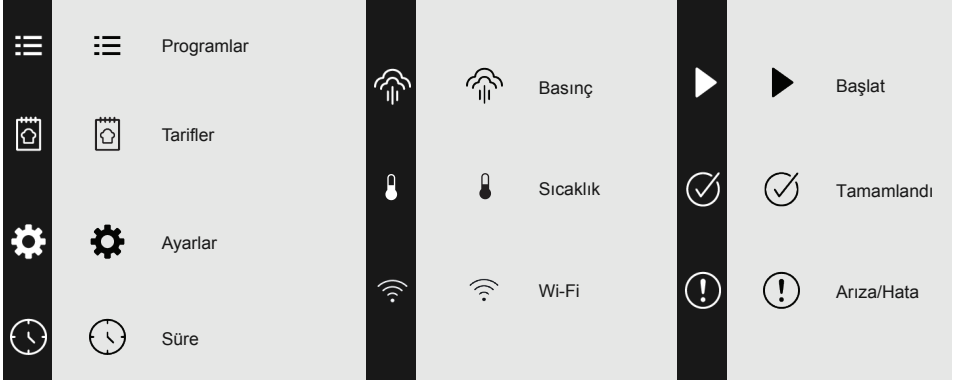 Programlar
Tarifler
Ayarlar
Süre
Basınç
Sıcaklık
Wi-Fi
Başlat
Tamamlandı
Arıza/Hata